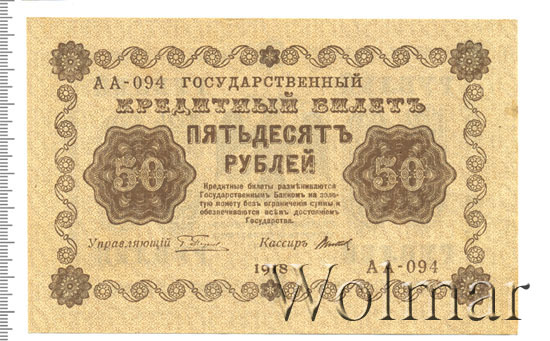 АА-094 ГОСУДАРСТВЕННЫЙ
КРЕДИТНЫЙ БИЛЕТЪ
ПЯТЬДЕСЯТЪ
РУБЛЕЙ
50
50
Кредитные билеты размѣниваются
Государственнымъ Банкомъ на золо-
тую монету безъ ограниченія суммы и
обезпечиваются всѣмъ достояніемъ
Государства.
Управляющій
Кассиръ
1918
АА-094
Wolmar